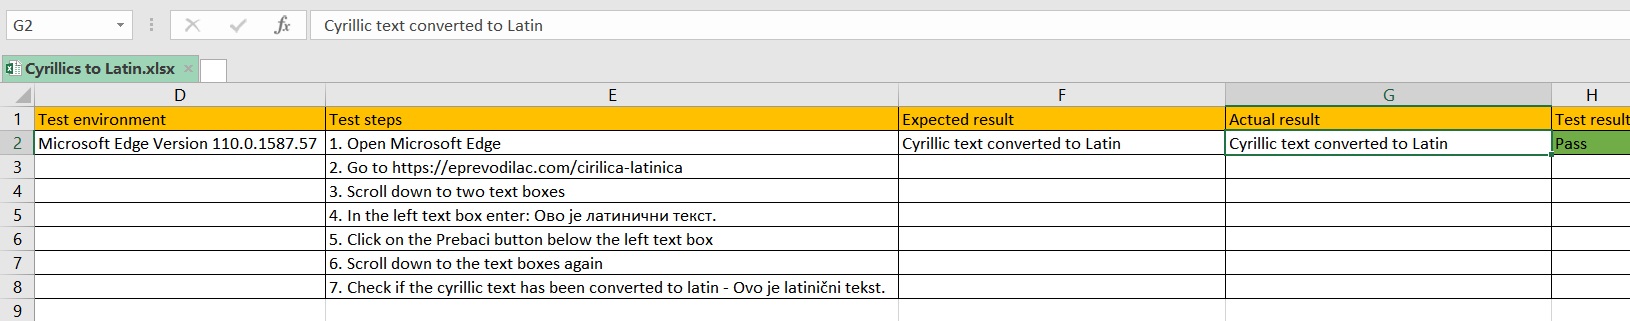 G2 fx Cyrillic text converted to Latin
Cyrillics to Latin.xlsx
D E F G H
1 Test environment Test steps Expected result Actual result Test result
2 Microsoft Edge Version 110.0.1587.57 1. Open Microsoft Edge Cyrillic text converted to Latin Cyrillic text converted to Latin Pass
3 2. Go to https://eprevodilac.com/cirilica-latinica
4 3. Scroll down to two text boxes
5 4. In the left text box enter: Ово је латинични текст.
6 5. Click on the Prebaci button below the left text box
7 6. Scroll down to the text boxes again
8 7. Check if the cyrillic text has been converted to latin - Ovo je latinični tekst.
9